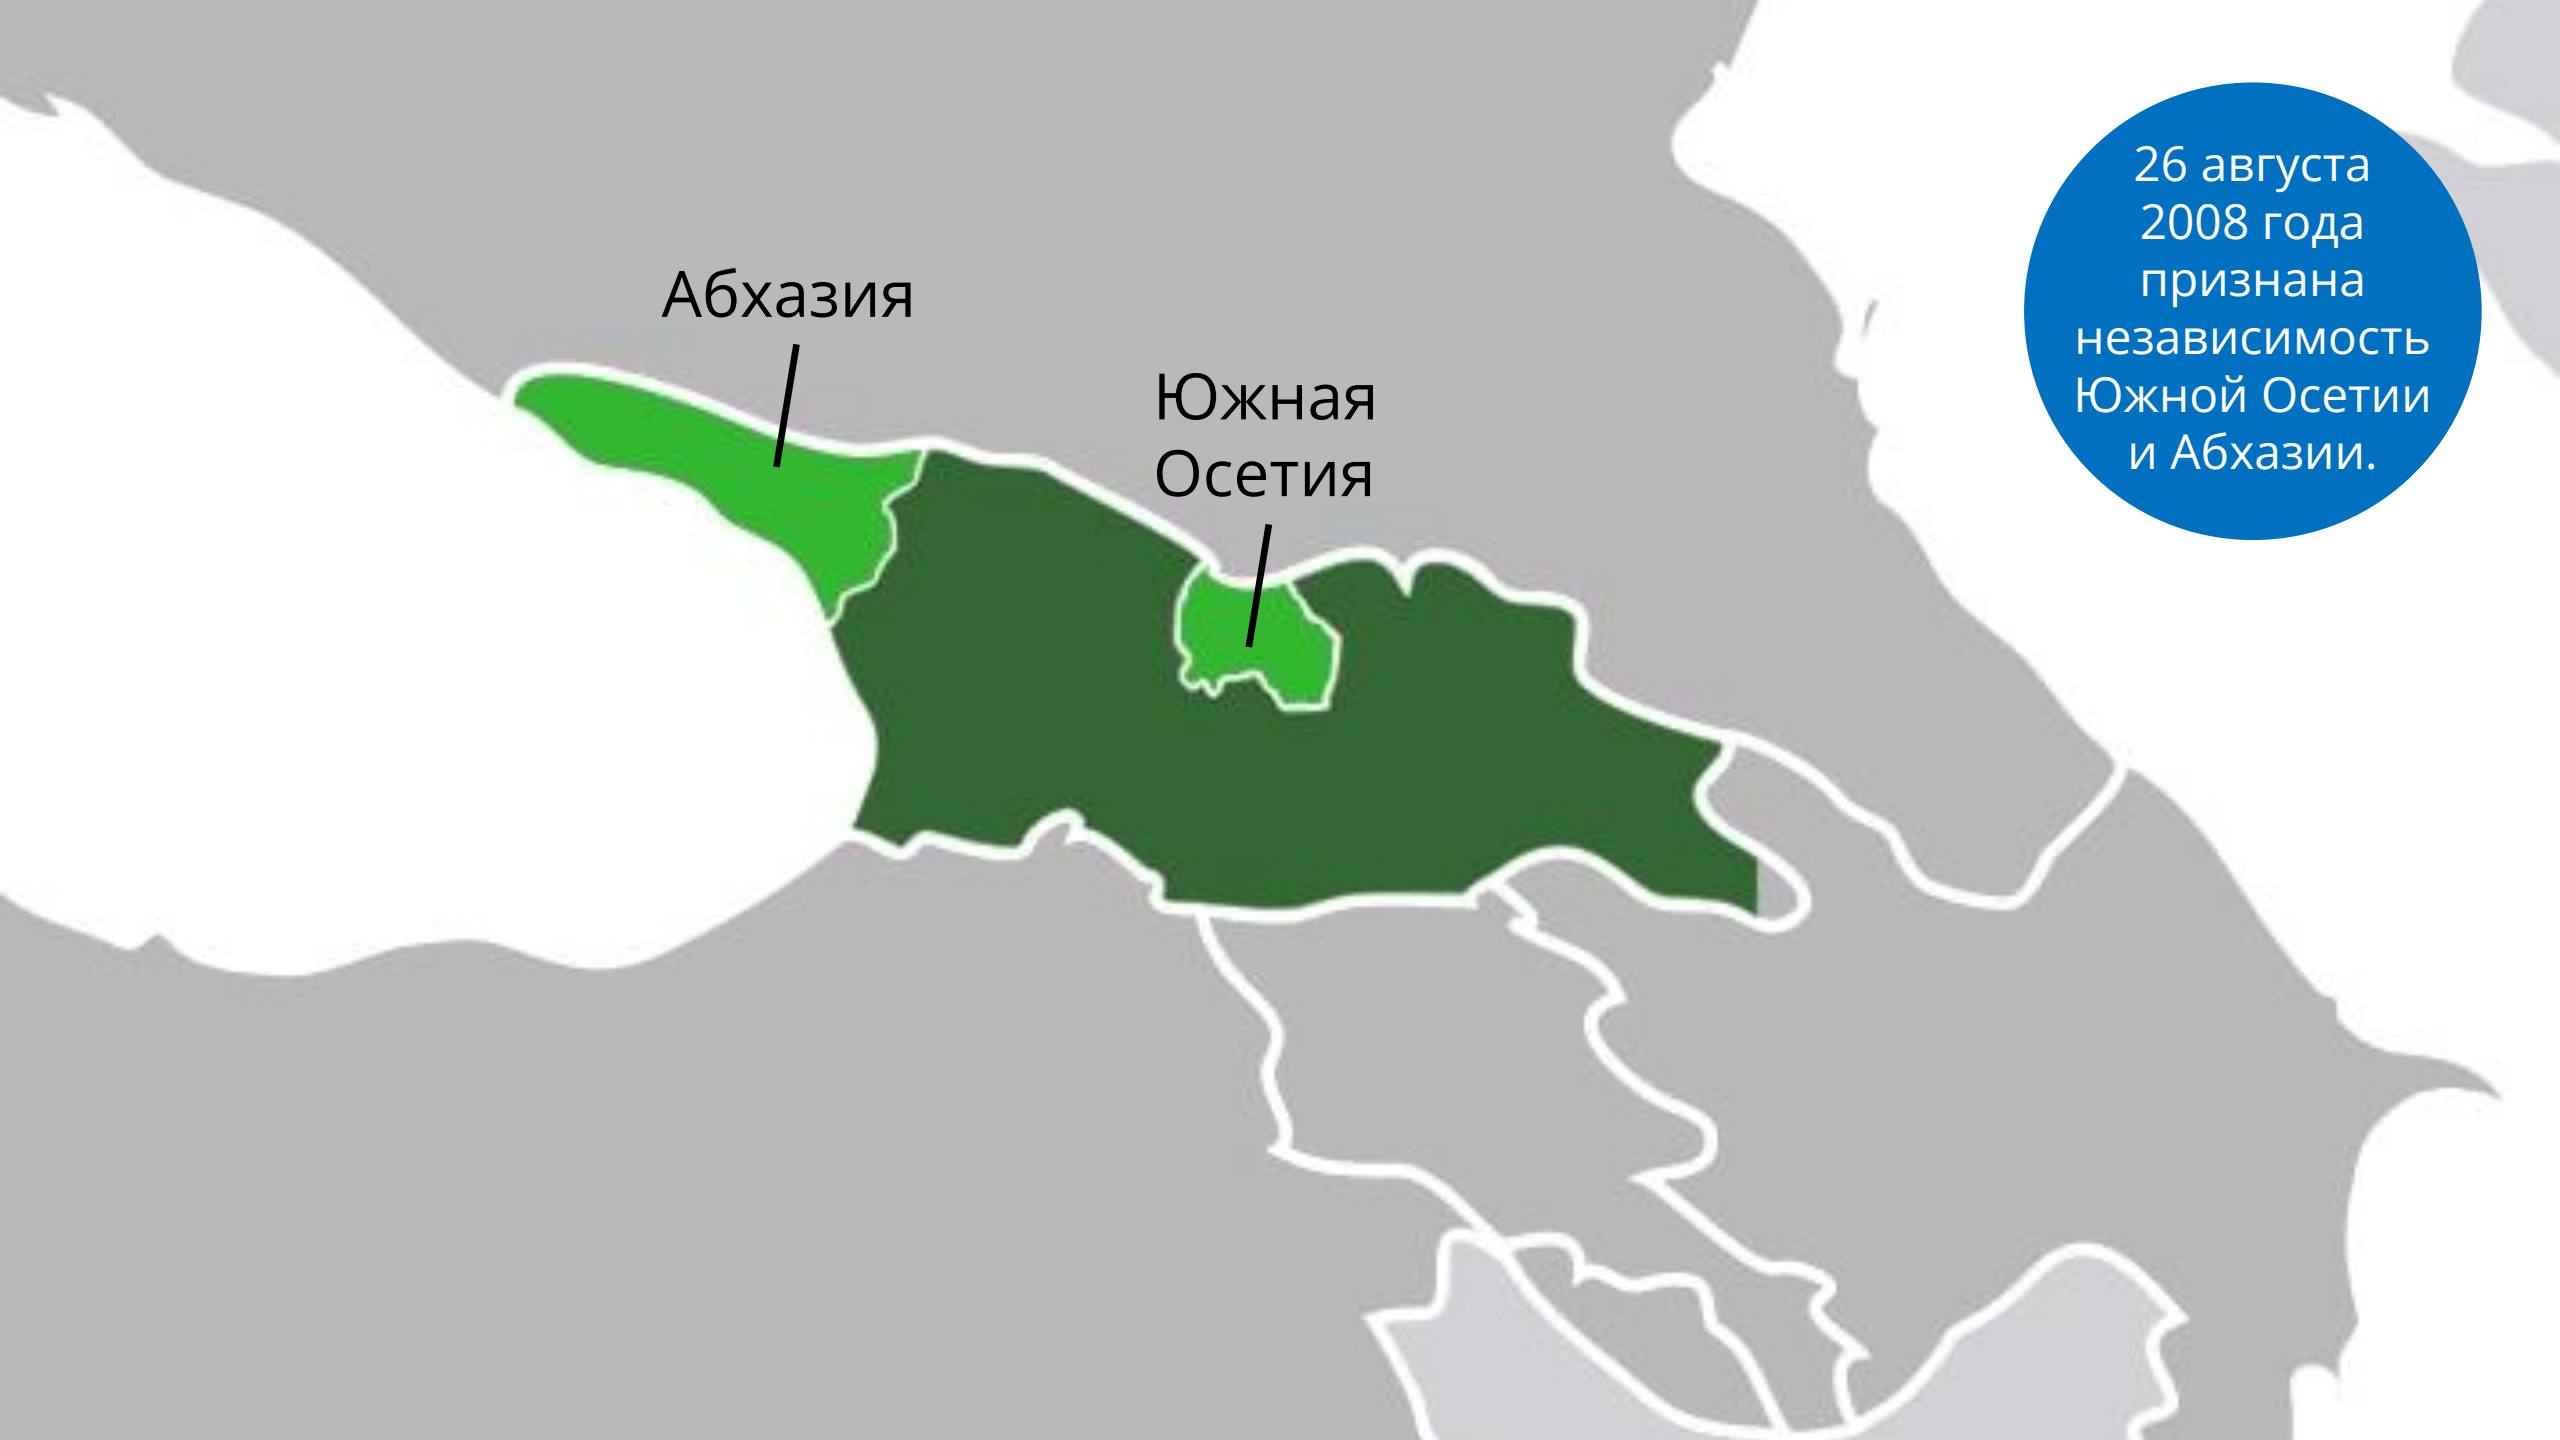 Абхазия
Южная
Осетия
26 августа
2008 года
признана
независимость
Южной Осетии
и Абхазии.